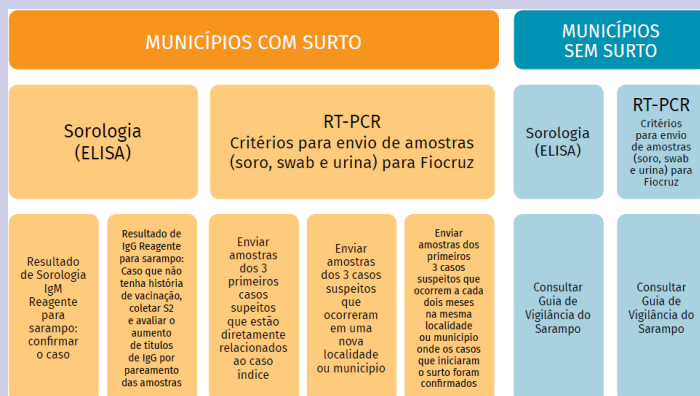 MUNICÍPIOS COM SURTO
MUNICÍPIOS
SEM SURTO
Sorologia
(ELISA)
RT-PCR
Critérios para envio de amostras
(soro, swab e urina) para Fiocruz
Sorologia
(ELISA)
RT-PCR
Critérios
para envio
de amostras
(soro, swab
e urina) para
Fiocruz
Resultado
de Sorologia
IgM
Reagente
para
sarampo:
confirmar
o caso
Resultado de
IgG Reagente
para sarampo:
Caso que não
tenha história
de vacinação,
coletar S2
e avaliar o
aumento
de títulos
de IgG por
pareamento
das amostras
Enviar
amostras
dos 3
primeiros
casos
supeitos
que estão
diretamente
relacionados
ao caso
índice
Enviar
amostras
dos 3 casos
suspeitos
que
ocorreram
em uma
nova
localidade
ou municipio
Enviar
amostras dos
primeiros
3 casos
suspeitos que
ocorrem a cada
dois meses
na mesma
localidade
ou municipio
onde os casos
que iniciaram
o surto foram
confirmados
Consultar
Guia de
Vigilância do
Sarampo
Consultar
Guia de
Vigilância do
Sarampo